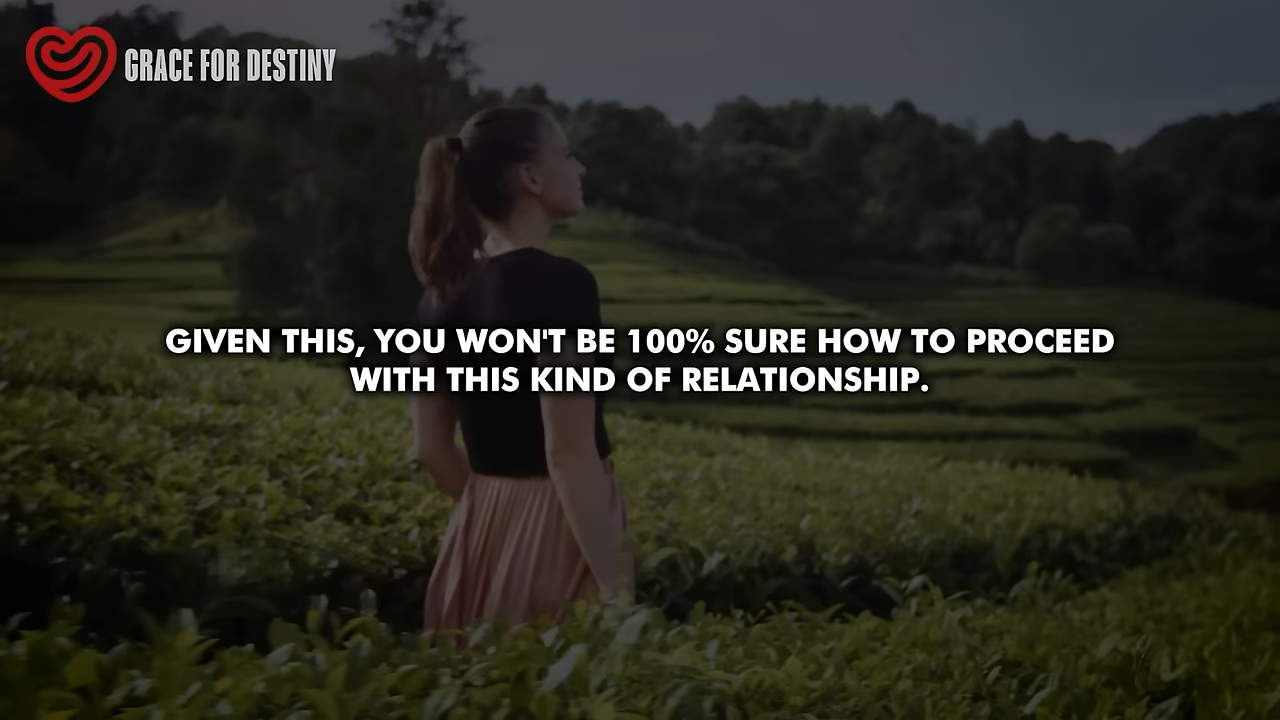 GRACE FOR DESTINY
GIVEN THIS, YOU WON'T BE 100% SURE HOW TO PROCEED
WITH THIS KIND OF RELATIONSHIP.